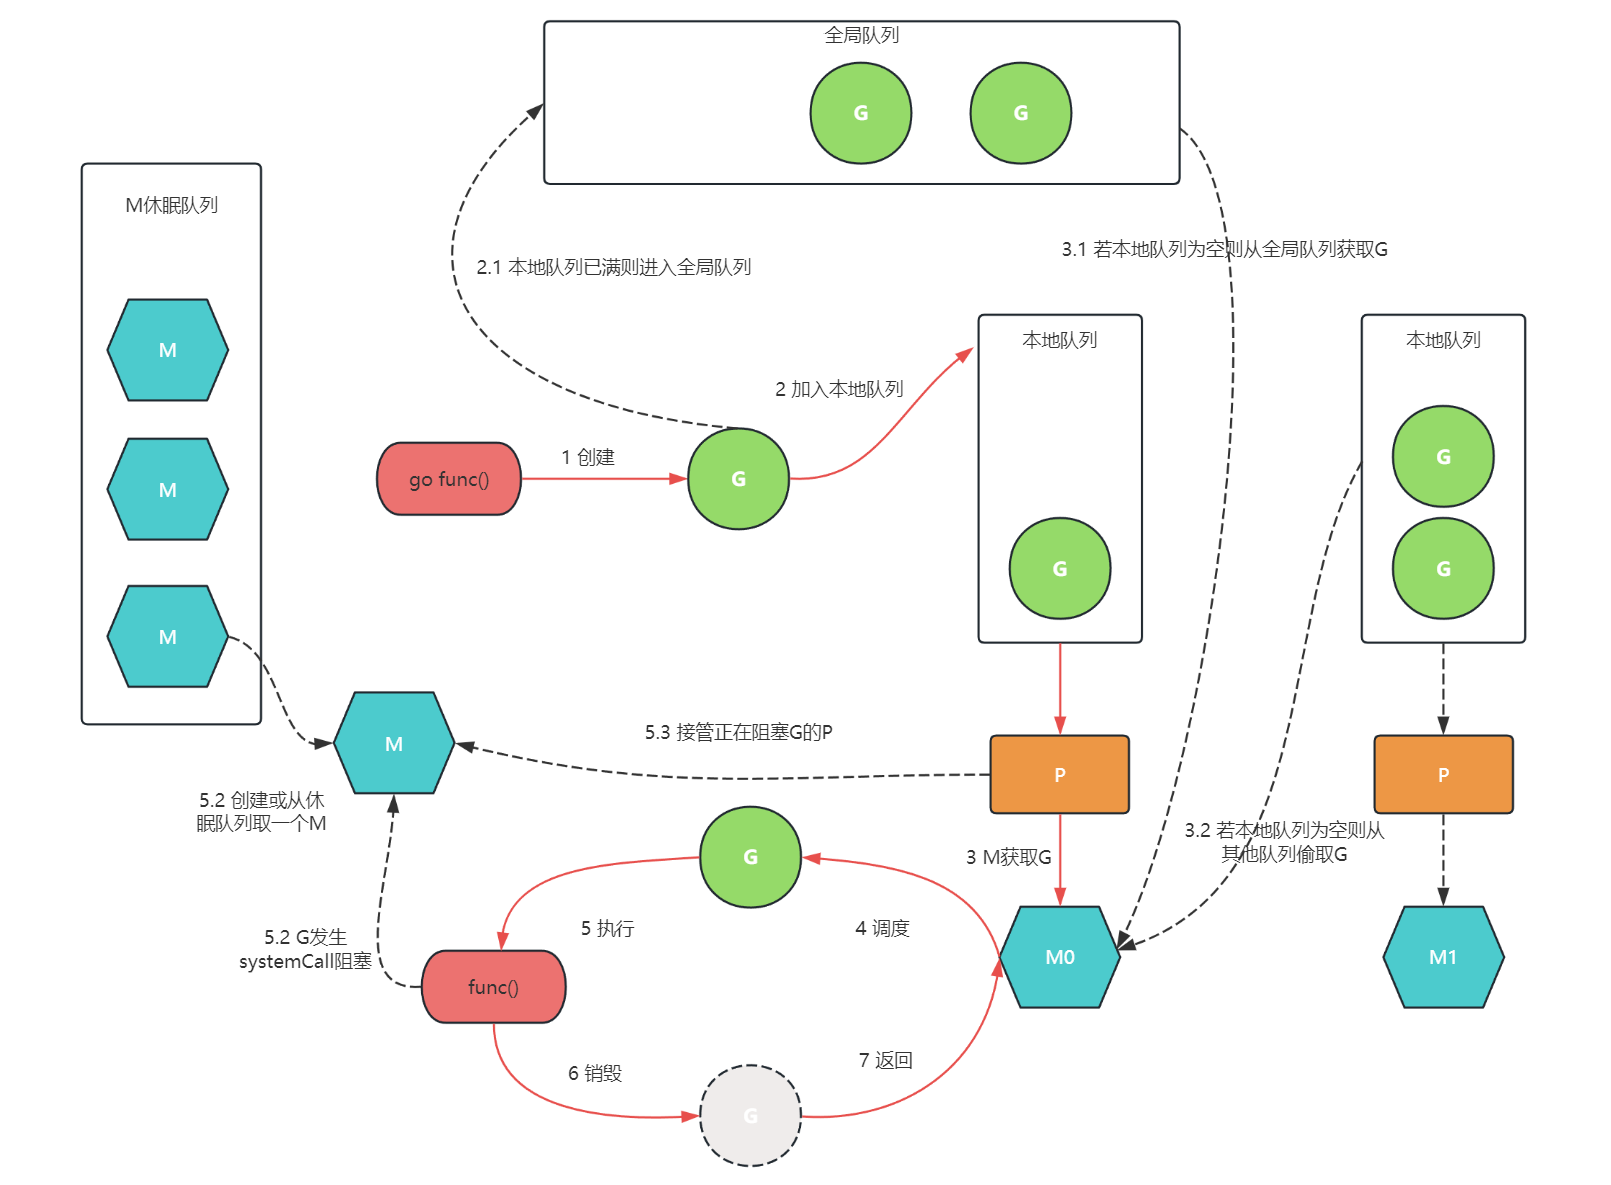 全局队列
G
G
M休眠队列
3.1 若本地队列为空则从全局队列获取G
2.1 本地队列已满则进入全局队列
本地队列
本地队列
M
2 加入本地队列
1 创建
G
go func()
G
M
G
G
M
5.3 接管正在阻塞G的P
M
P
P
5.2 创建或从休
眠队列取一个M
3.2 若本地队列为空则从
其他队列偷取G
G
3 M获取G
5 执行
4 调度
5.2 G发生
systemCall阻塞
M0
M1
func()
7 返回
6 销毁
G